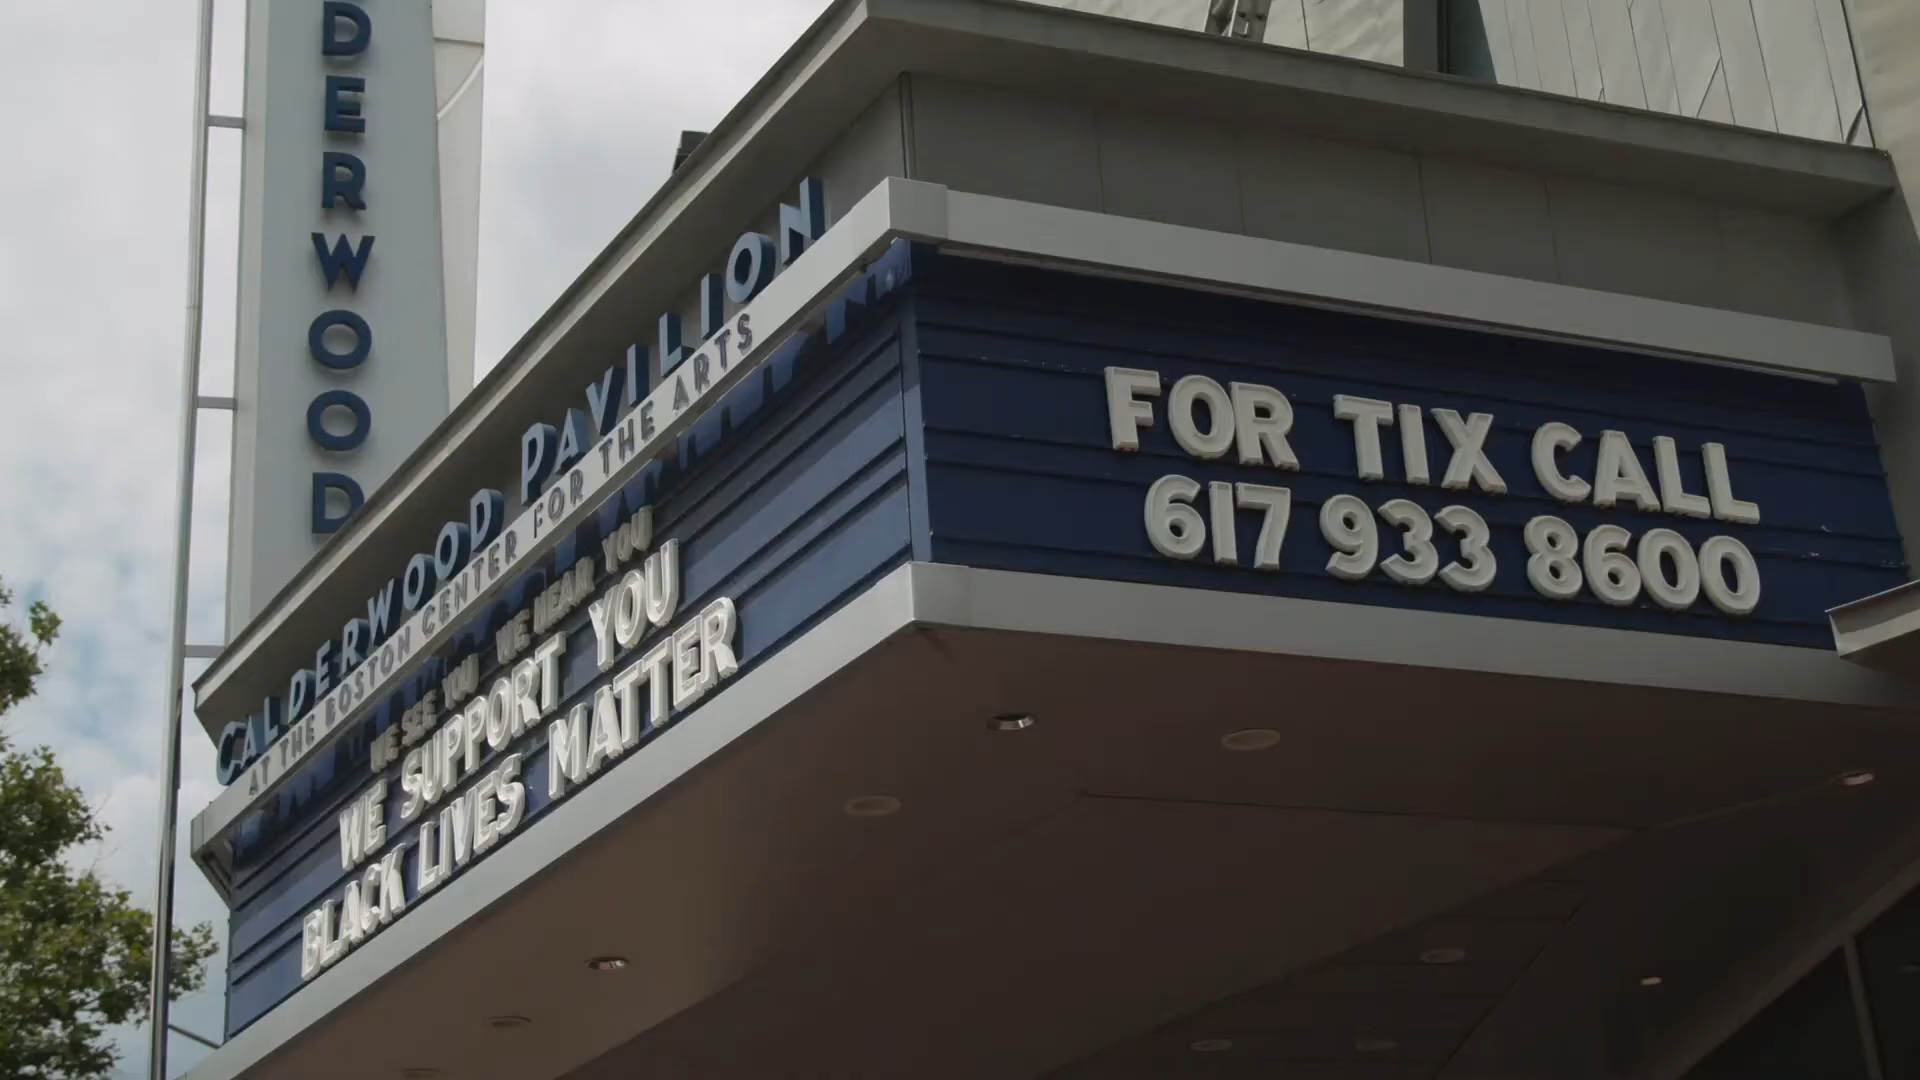 DERWOOD
CALDERWOOD PAVILION
AT THE BOSTON CENTER FOR THE ARTS
WE SEE YOU WE HEAR YOU
WE SUPPORT YOU
BLACK LIVES MATTER
FOR TIX CALL
617 933 8600